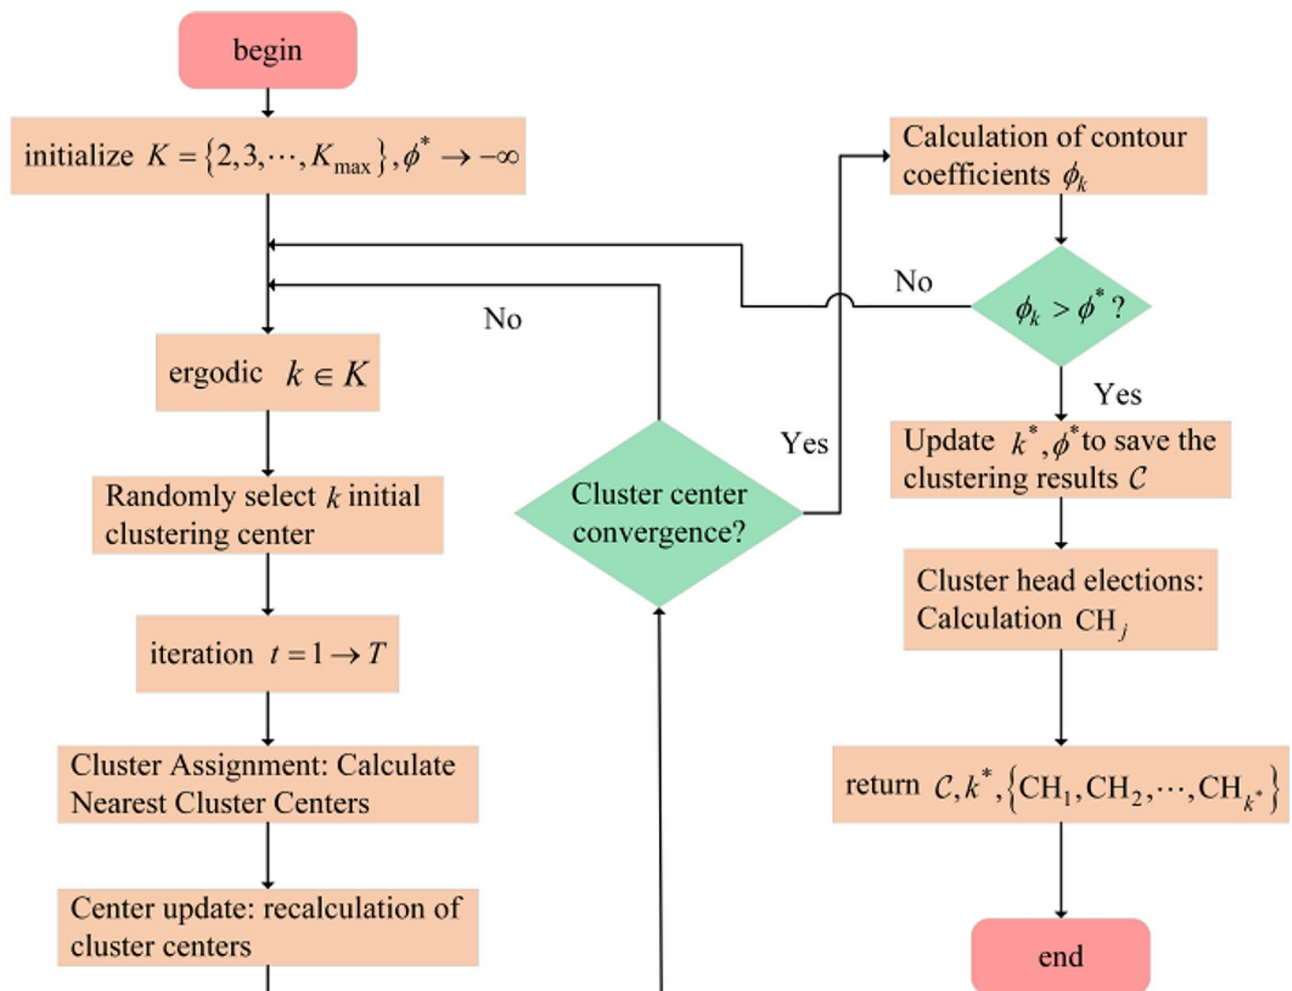 begin
initialize K = {2,3,⋯,K_max}, ϕ* → −∞
ergodic k ∈ K
Randomly select k initial
clustering center
iteration t = 1 → T
Cluster Assignment: Calculate
Nearest Cluster Centers
Center update: recalculation of
cluster centers
No
Cluster center
convergence?
Yes
Calculation of contour
coefficients ϕ_k
No
ϕ_k > ϕ* ?
Yes
Update k*, ϕ* to save the
clustering results 𝒞
Cluster head elections:
Calculation CH_j
return 𝒞, k*, {CH_1, CH_2, ⋯, CH_k*}
end